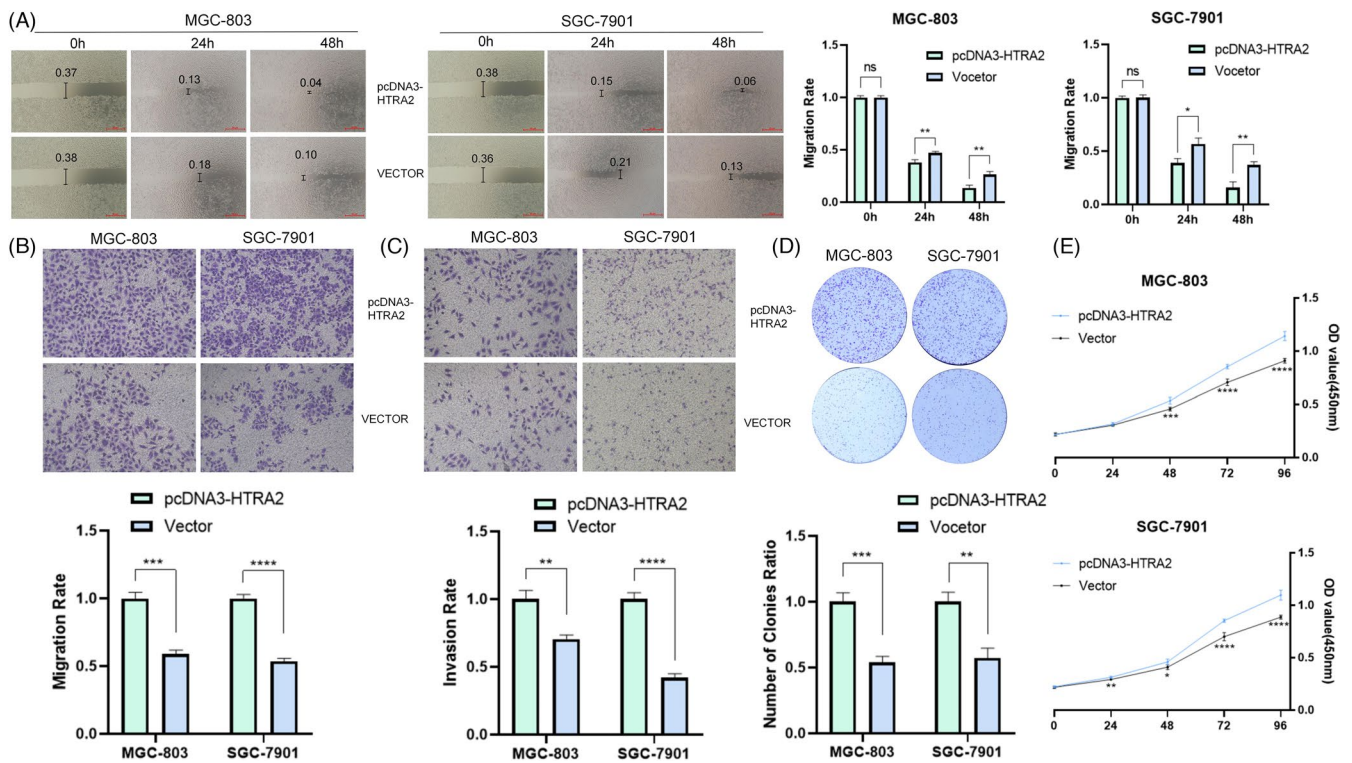 (A)
MGC-803
0h 24h 48h
0.37 0.13 0.04
0.38 0.18 0.10
pcDNA3-
HTRA2
VECTOR
SGC-7901
0h 24h 48h
0.38 0.15 0.06
0.36 0.21 0.13
MGC-803
pcDNA3-HTRA2
Vocetor
Migration Rate
1.5
1.0
0.5
0.0
ns ** **
0h 24h 48h
SGC-7901
pcDNA3-HTRA2
Vocetor
Migration Rate
1.5
1.0
0.5
0.0
ns * **
0h 24h 48h
(B)
MGC-803 SGC-7901
pcDNA3-
HTRA2
VECTOR
pcDNA3-HTRA2
Vector
Migration Rate
1.5
1.0
0.5
0.0
*** ****
MGC-803 SGC-7901
(C)
MGC-803 SGC-7901
pcDNA3-
HTRA2
VECTOR
pcDNA3-HTRA2
Vector
Invasion Rate
1.5
1.0
0.5
0.0
** ****
MGC-803 SGC-7901
(D)
MGC-803 SGC-7901
pcDNA3-HTRA2
Vocetor
Number of Clonies Ratio
1.5
1.0
0.5
0.0
*** **
MGC-803 SGC-7901
(E)
MGC-803
pcDNA3-HTRA2
Vector
1.5
1.0
0.5
0.0
OD value(450nm)
*** **** ****
0 24 48 72 96
SGC-7901
pcDNA3-HTRA2
Vector
1.5
1.0
0.5
0.0
OD value(450nm)
** * **** ****
0 24 48 72 96